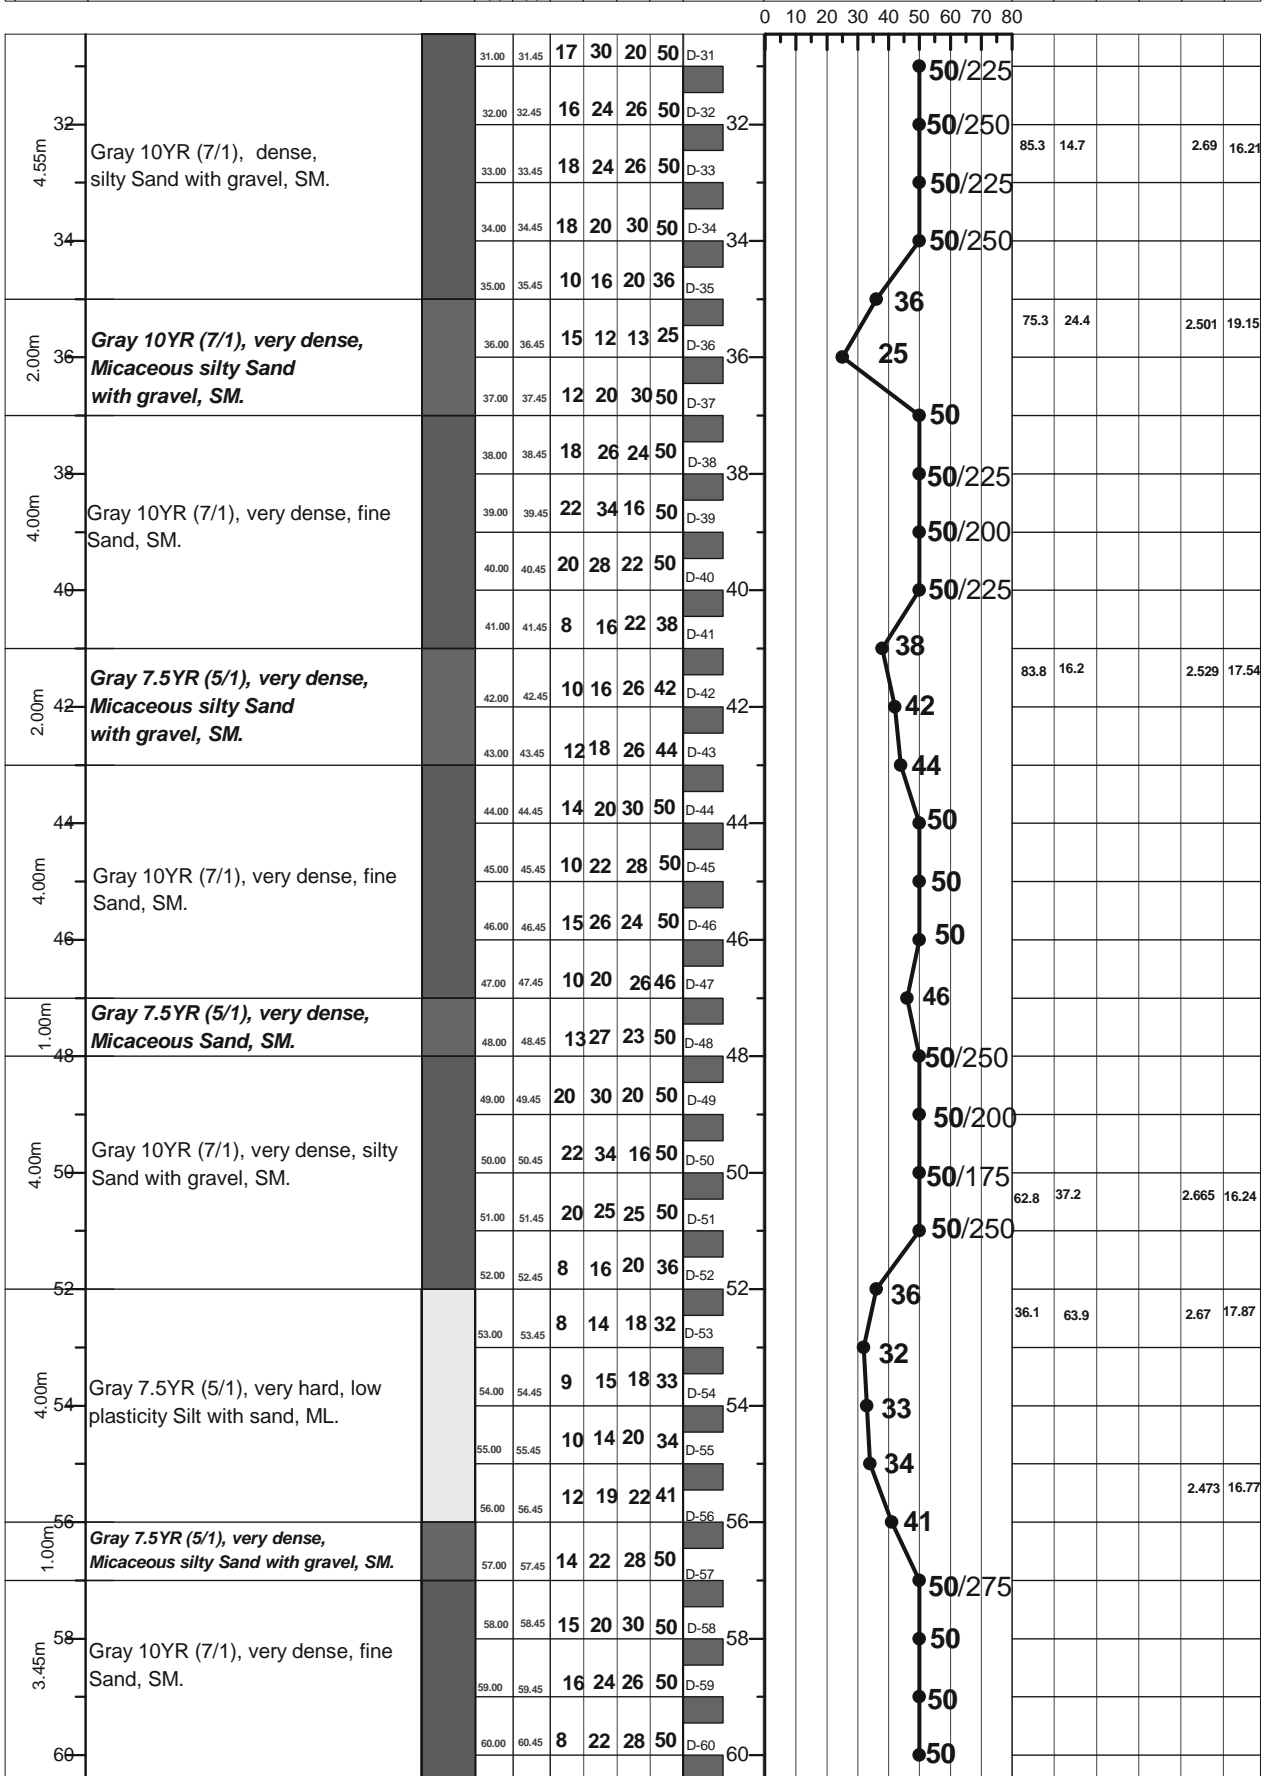 0 10 20 30 40 50 60 70 80
31.00 31.45 17 30 20 50 D-31
50/225
32.00 32.45 16 24 26 50 D-32
32 32 50/250
4.55m
Gray 10YR (7/1), dense,
silty Sand with gravel, SM.
85.3 14.7 2.69 16.21
33.00 33.45 18 24 26 50 D-33
50/225
34.00 34.45 18 20 30 50 D-34
34 34 50/250
35.00 35.45 10 16 20 36 D-35
36
2.00m
Gray 10YR (7/1), very dense,
Micaceous silty Sand
with gravel, SM.
75.3 24.4 2.501 19.15
36.00 36.45 15 12 13 25 D-36
36 36 25
37.00 37.45 12 20 30 50 D-37
50
38.00 38.45 18 26 24 50 D-38
38 38 50/225
4.00m
Gray 10YR (7/1), very dense, fine
Sand, SM.
39.00 39.45 22 34 16 50 D-39
50/200
40.00 40.45 20 28 22 50 D-40
40 40 50/225
41.00 41.45 8 16 22 38 D-41
38
2.00m
Gray 7.5YR (5/1), very dense,
Micaceous silty Sand
with gravel, SM.
83.8 16.2 2.529 17.54
42.00 42.45 10 16 26 42 D-42
42 42 42
43.00 43.45 12 18 26 44 D-43
44
44.00 44.45 14 20 30 50 D-44
44 44 50
4.00m
Gray 10YR (7/1), very dense, fine
Sand, SM.
45.00 45.45 10 22 28 50 D-45
50
46.00 46.45 15 26 24 50 D-46
46 46 50
47.00 47.45 10 20 26 46 D-47
46
1.00m
Gray 7.5YR (5/1), very dense,
Micaceous Sand, SM.
48.00 48.45 13 27 23 50 D-48
48 48 50/250
49.00 49.45 20 30 20 50 D-49
50/200
4.00m
Gray 10YR (7/1), very dense, silty
Sand with gravel, SM.
50.00 50.45 22 34 16 50 D-50
50 50 50/175
62.8 37.2 2.665 16.24
51.00 51.45 20 25 25 50 D-51
50/250
52.00 52.45 8 16 20 36 D-52
52 52 36
36.1 63.9 2.67 17.87
53.00 53.45 8 14 18 32 D-53
32
4.00m
Gray 7.5YR (5/1), very hard, low
plasticity Silt with sand, ML.
54.00 54.45 9 15 18 33 D-54
54 54 33
55.00 55.45 10 14 20 34 D-55
34
2.473 16.77
56.00 56.45 12 19 22 41 D-56
56 56 41
1.00m
Gray 7.5YR (5/1), very dense,
Micaceous silty Sand with gravel, SM.
57.00 57.45 14 22 28 50 D-57
50/275
58.00 58.45 15 20 30 50 D-58
58 58 50
3.45m
Gray 10YR (7/1), very dense, fine
Sand, SM.
59.00 59.45 16 24 26 50 D-59
50
60.00 60.45 8 22 28 50 D-60
60 60 50